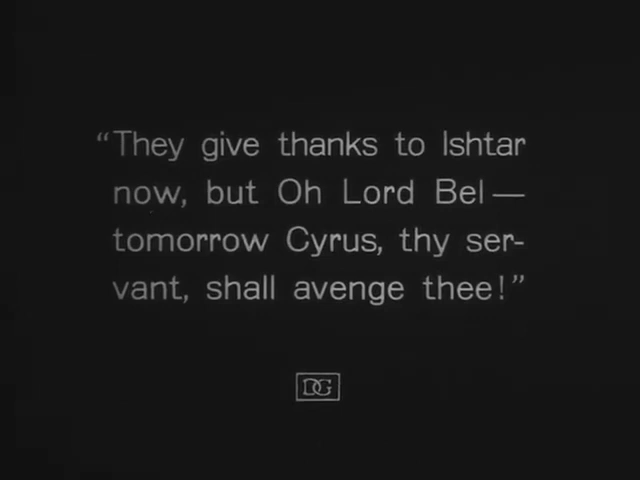 “They give thanks to Ishtar
now, but Oh Lord Bel—
tomorrow Cyrus, thy ser-
vant, shall avenge thee!”
DG